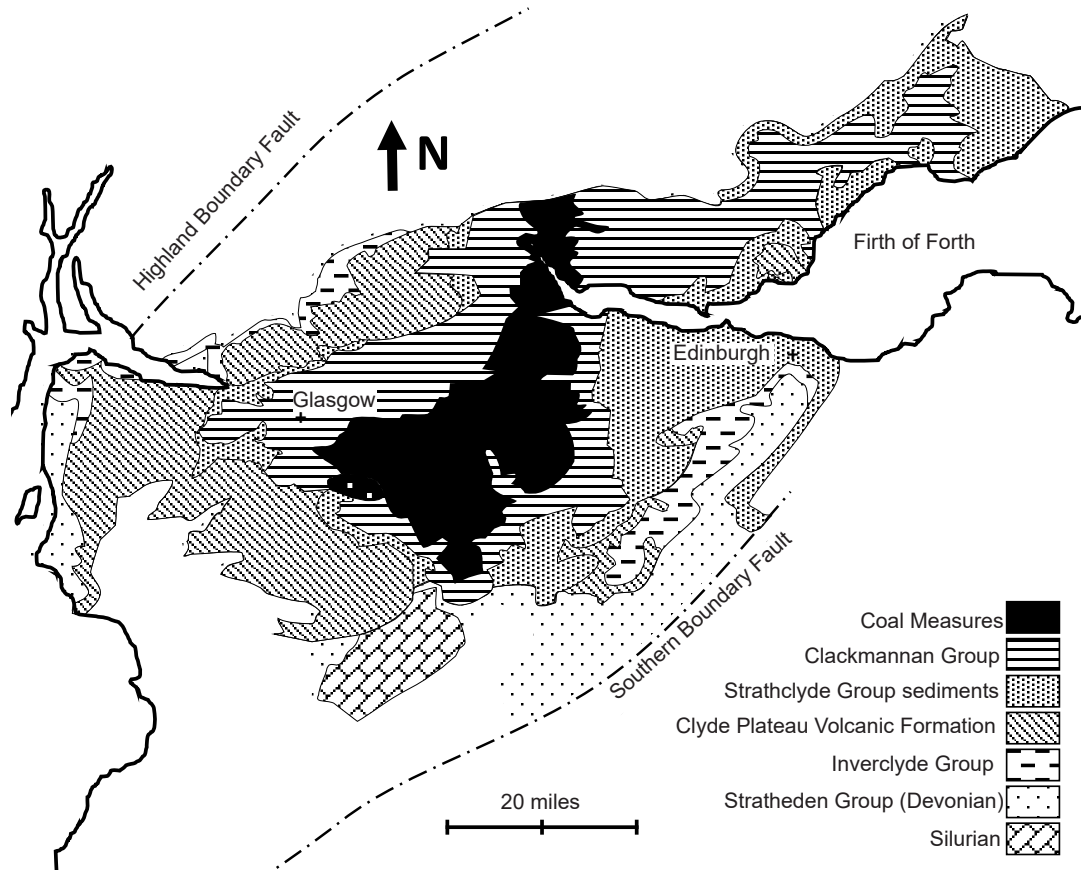 Highland Boundary Fault
N
Firth of Forth
Edinburgh
Glasgow
Southern Boundary Fault
Coal Measures
Clackmannan Group
Strathclyde Group sediments
Clyde Plateau Volcanic Formation
Inverclyde Group
Stratheden Group (Devonian)
Silurian
20 miles